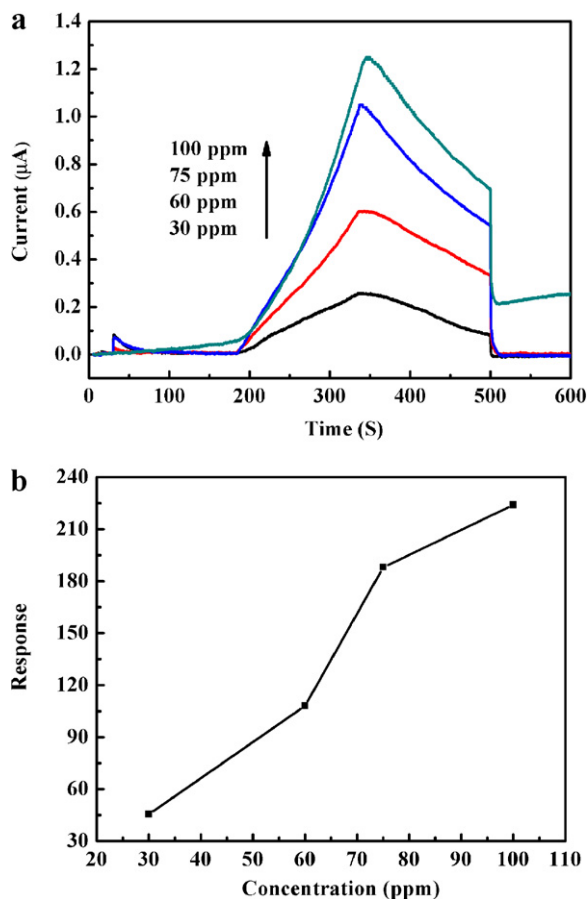 a
1.4
1.2
1.0
0.8
0.6
0.4
0.2
0.0
Current (μA)
100 ppm
75 ppm
60 ppm
30 ppm
0 100 200 300 400 500 600
Time (S)
b
240
210
180
150
120
90
60
30
Response
20 30 40 50 60 70 80 90 100 110
Concentration (ppm)